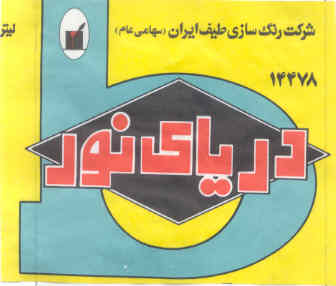 شرکت رنگ سازی طیف ایران (سهامی عام)
لیتر
۱۴۴۷۸
دریای نور